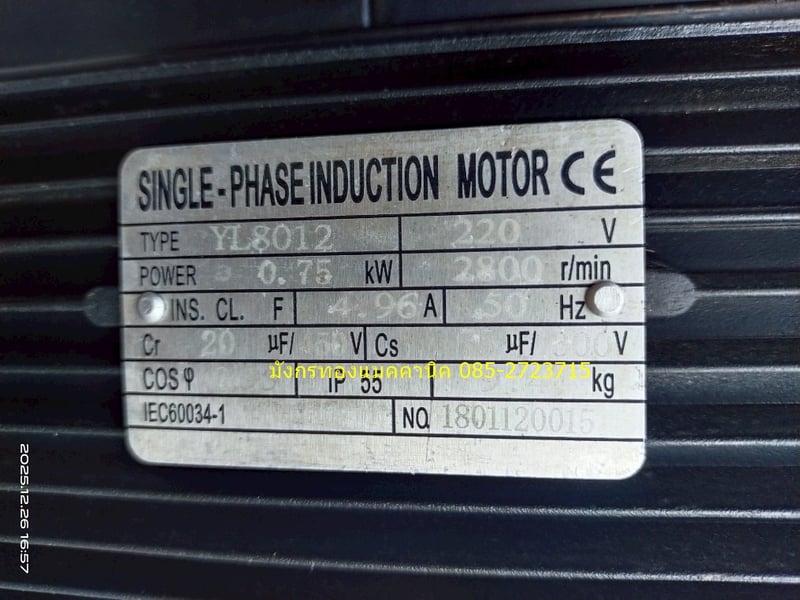 SINGLE-PHASE INDUCTION MOTOR CE
TYPE YL8012 220 V
POWER 0.75 kW 2800 r/min
INS. CL. F 4.96 A 50 Hz
Cr 20 µF/ V Cs µF/ V
COS φ IP 55 kg
มังกรทองแมคคานิค 085-2723715
IEC60034-1 NO. 1801120015
2025.12.26 16:57